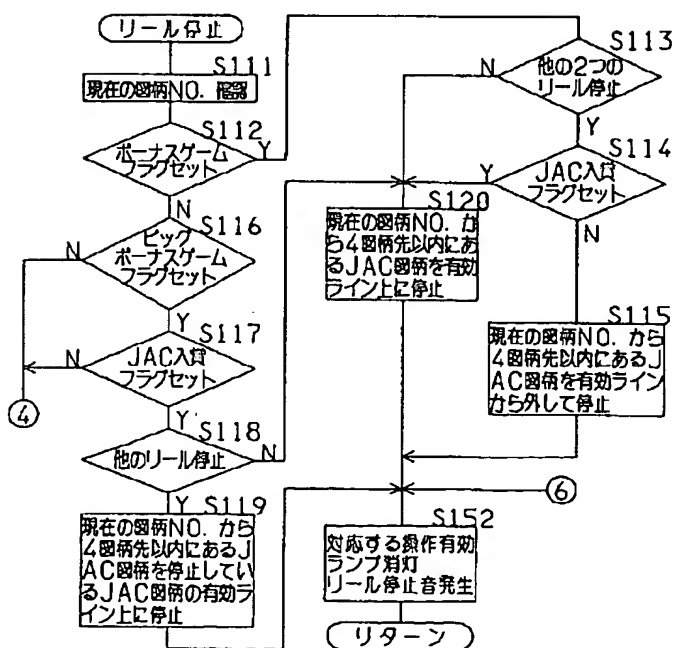 リール停止
S111
現在の図柄NO. 確認
S112
ボーナスゲーム
フラグセット
Y
N
S116
ビッグ
ボーナスゲーム
フラグセット
N
Y
S117
JAC入賞
フラグセット
N
④
Y
S118
他のリール停止
N
Y
S119
現在の図柄NO. から
4図柄先以内にあるJ
AC図柄を停止してい
るJAC図柄の有効ラ
イン上に停止
S113
他の2つの
リール停止
N
Y
S114
JAC入賞
フラグセット
Y
N
S120
現在の図柄NO. か
ら4図柄先以内にあ
るJAC図柄を有効
ライン上に停止
S115
現在の図柄NO. から
4図柄先以内にあるJ
AC図柄を有効ライン
から外して停止
⑥
S152
対応する操作有効
ランプ消灯
リール停止音発生
リターン